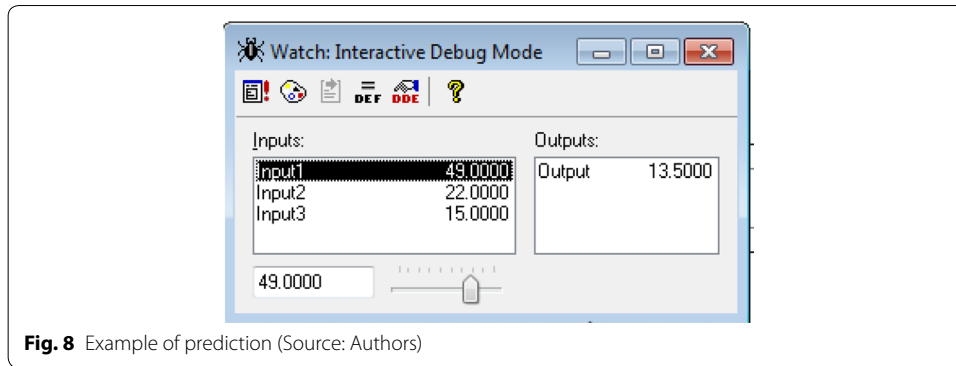 Watch: Interactive Debug Mode
DEF DDE ?
Inputs: Outputs:
Input1 49.0000 Output 13.5000
Input2 22.0000
Input3 15.0000
49.0000
Fig. 8 Example of prediction (Source: Authors)